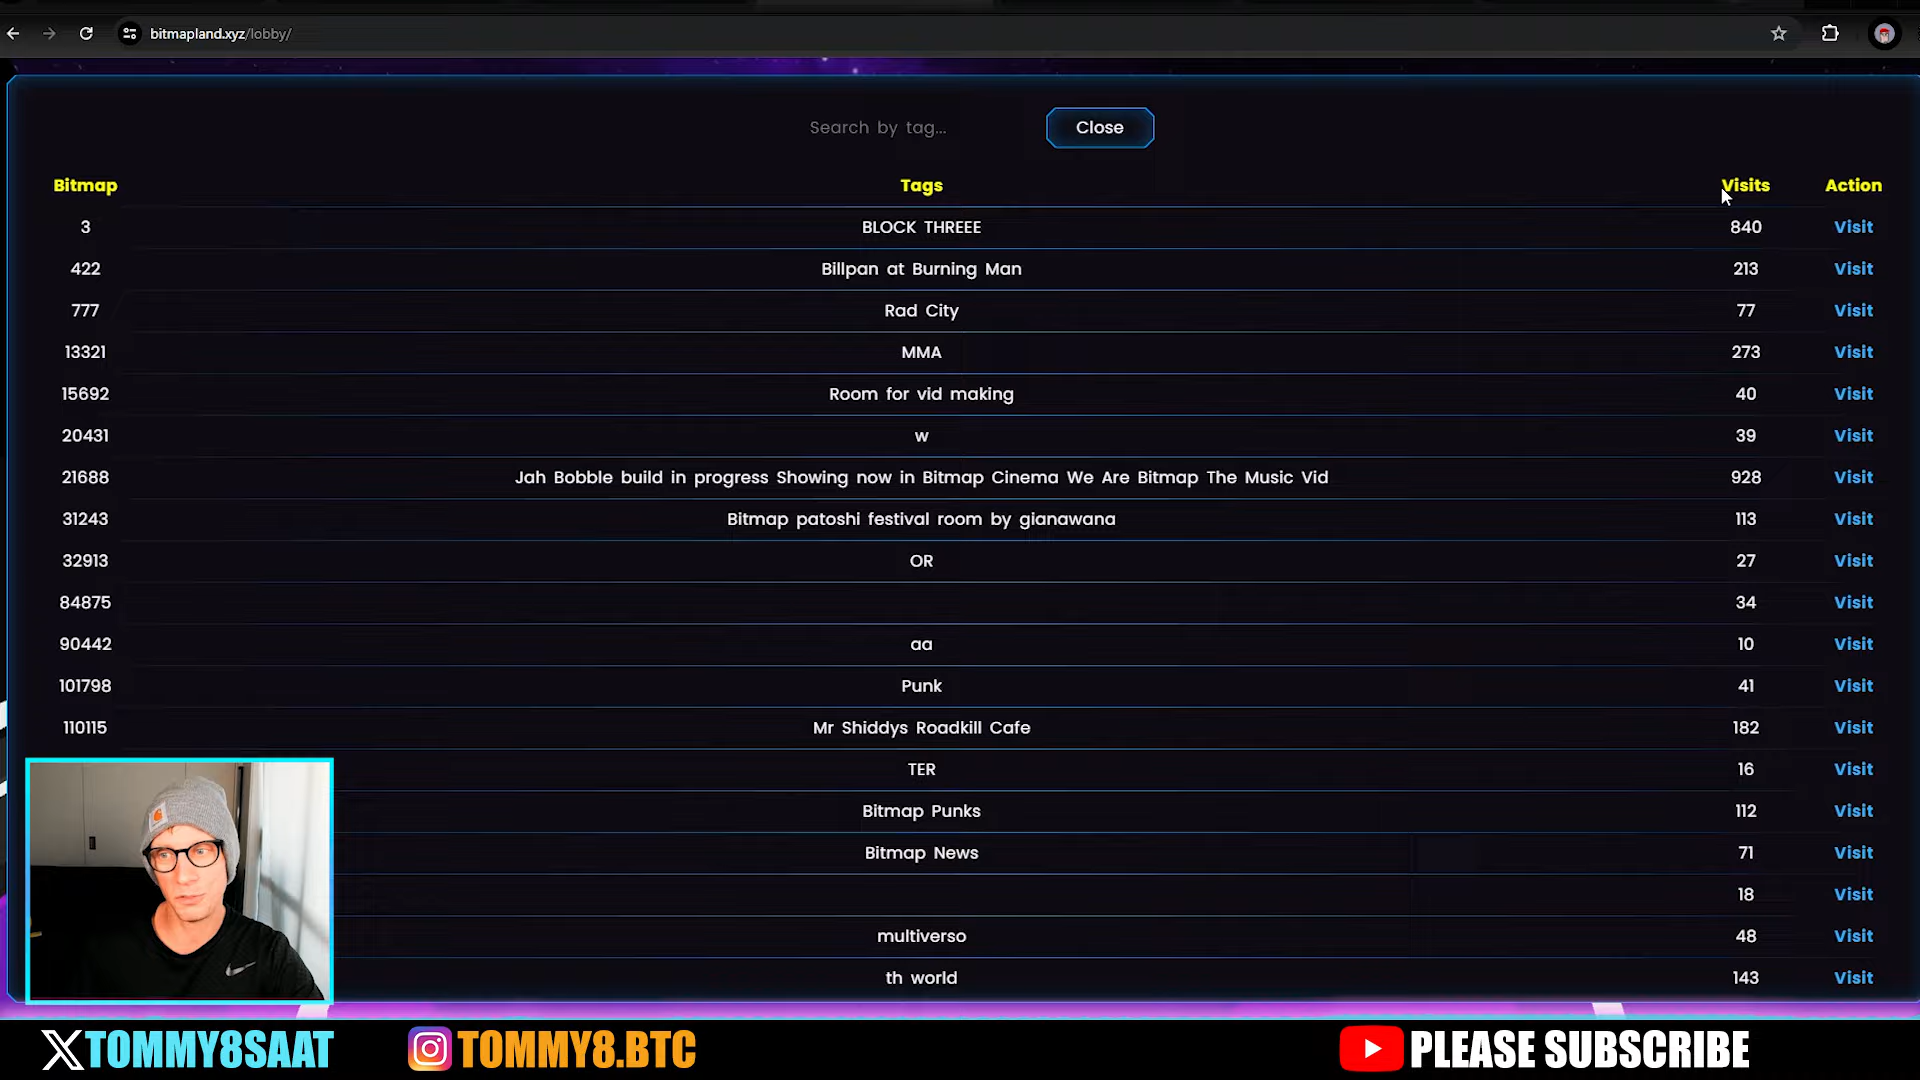 bitmapland.xyz/lobby/
Search by tag... Close
Bitmap Tags Visits Action
3 BLOCK THREEE 840 Visit
422 Billpan at Burning Man 213 Visit
777 Rad City 77 Visit
13321 MMA 273 Visit
15692 Room for vid making 40 Visit
20431 w 39 Visit
21688 Jah Bobble build in progress Showing now in Bitmap Cinema We Are Bitmap The Music Vid 928 Visit
31243 Bitmap patoshi festival room by gianawana 113 Visit
32913 OR 27 Visit
84875 34 Visit
90442 aa 10 Visit
101798 Punk 41 Visit
110115 Mr Shiddys Roadkill Cafe 182 Visit
TER 16 Visit
Bitmap Punks 112 Visit
Bitmap News 71 Visit
18 Visit
multiverso 48 Visit
th world 143 Visit
XTOMMY8SAAT TOMMY8.BTC PLEASE SUBSCRIBE